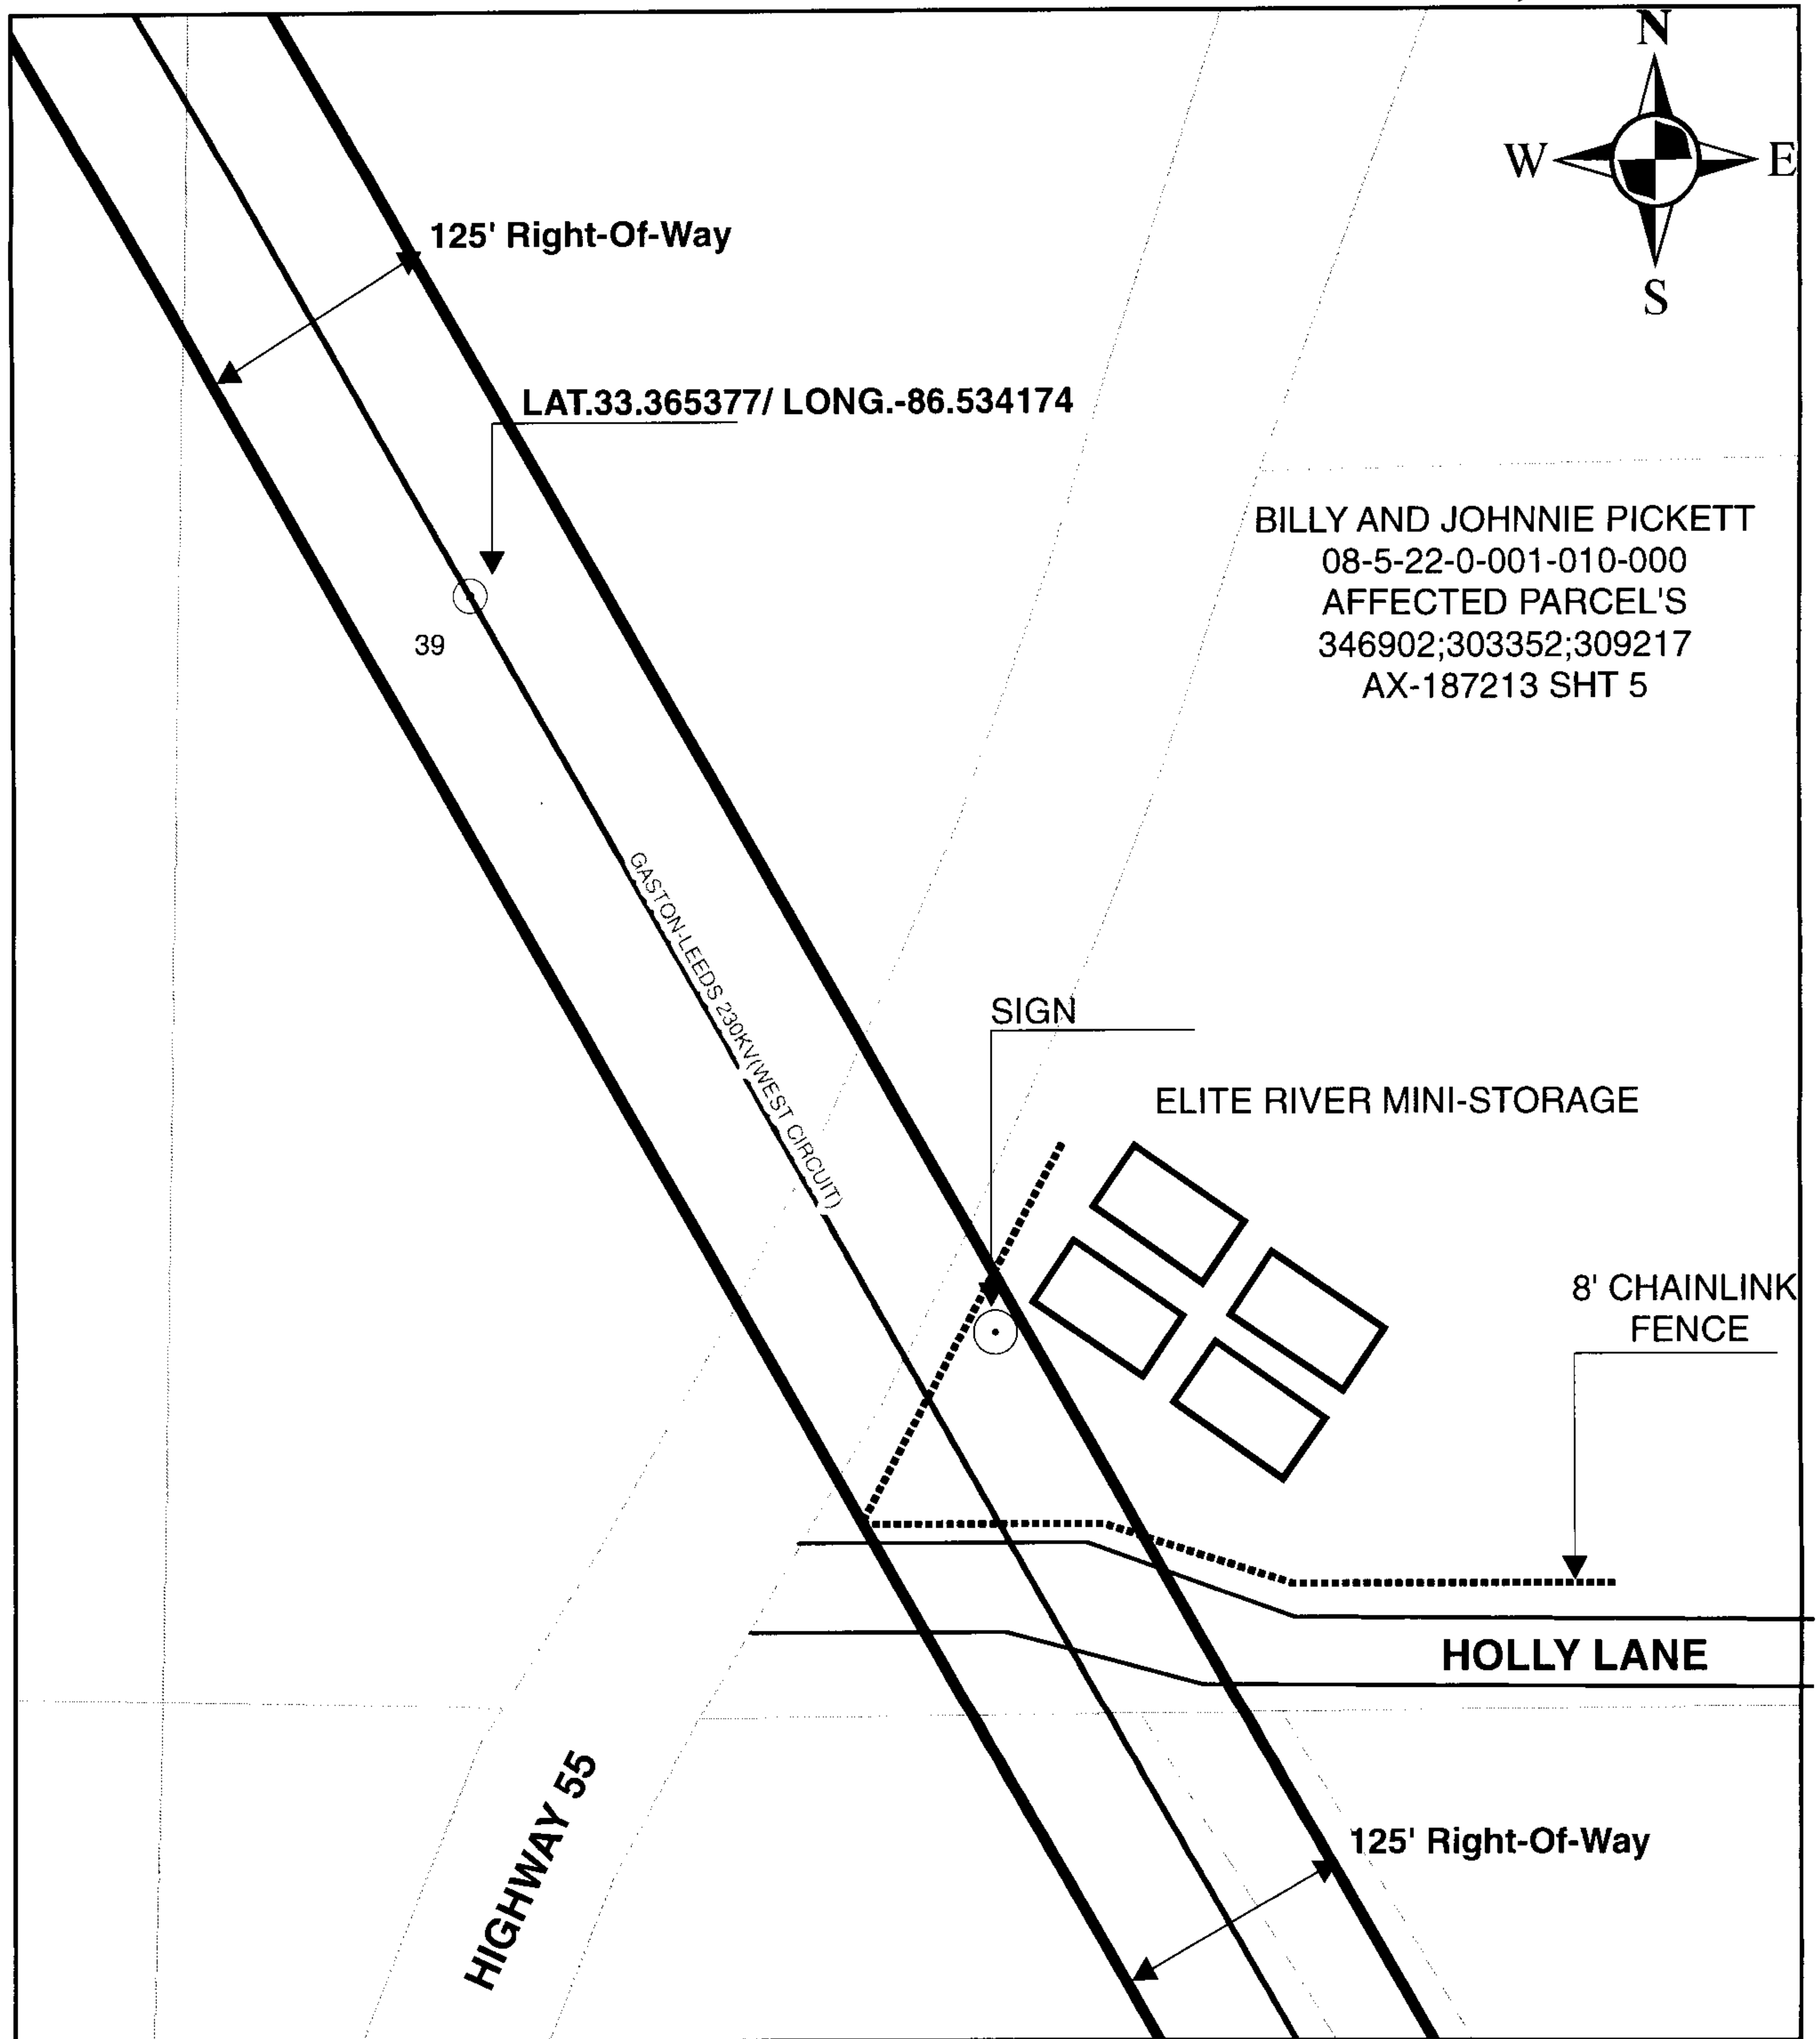 N
W
E
S
125' Right-Of-Way
LAT.33.365377/ LONG.-86.534174
BILLY AND JOHNNIE PICKETT
08-5-22-0-001-010-000
AFFECTED PARCEL'S
346902;303352;309217
AX-187213 SHT 5
39
GASTON-LEEDS 230KV(WEST CIRCUIT)
SIGN
ELITE RIVER MINI-STORAGE
8' CHAINLINK
FENCE
HOLLY LANE
HIGHWAY 55
125' Right-Of-Way